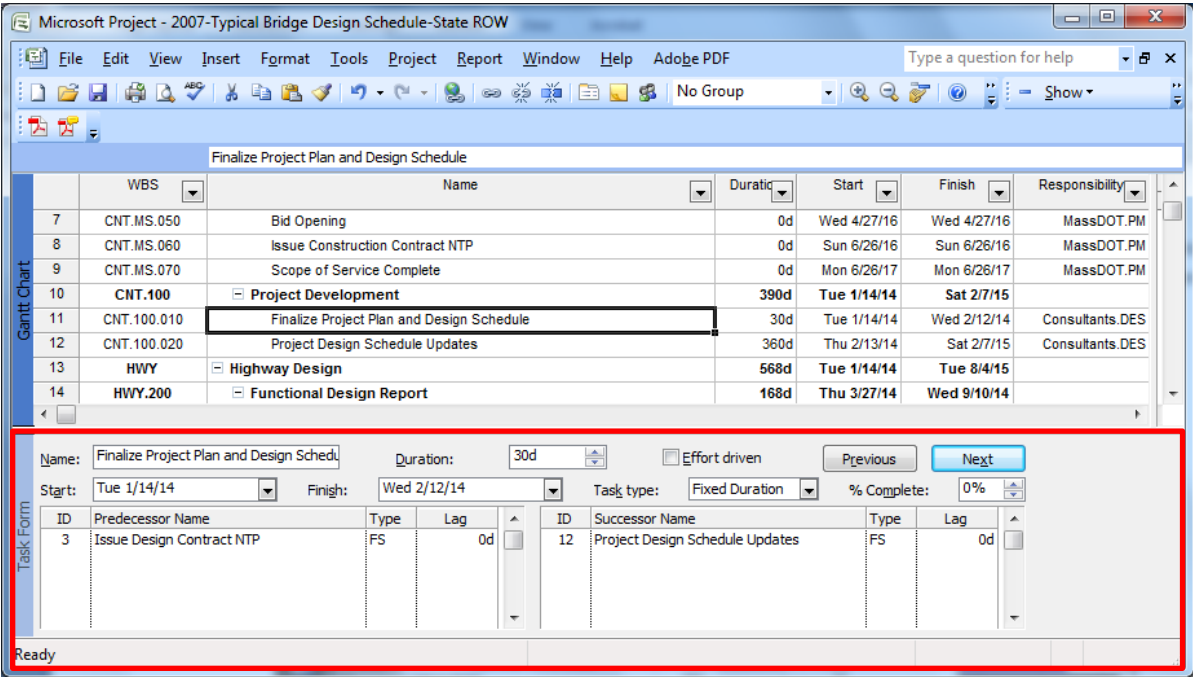 Microsoft Project - 2007-Typical Bridge Design Schedule-State ROW
File Edit View Insert Format Tools Project Report Window Help Adobe PDF Type a question for help
No Group Show
Finalize Project Plan and Design Schedule
WBS Name Duratio Start Finish Responsibility
7 CNT.MS.050 Bid Opening 0d Wed 4/27/16 Wed 4/27/16 MassDOT.PM
8 CNT.MS.060 Issue Construction Contract NTP 0d Sun 6/26/16 Sun 6/26/16 MassDOT.PM
9 CNT.MS.070 Scope of Service Complete 0d Mon 6/26/17 Mon 6/26/17 MassDOT.PM
10 CNT.100 Project Development 390d Tue 1/14/14 Sat 2/7/15
11 CNT.100.010 Finalize Project Plan and Design Schedule 30d Tue 1/14/14 Wed 2/12/14 Consultants.DES
12 CNT.100.020 Project Design Schedule Updates 360d Thu 2/13/14 Sat 2/7/15 Consultants.DES
13 HWY Highway Design 568d Tue 1/14/14 Tue 8/4/15
14 HWY.200 Functional Design Report 168d Thu 3/27/14 Wed 9/10/14
Gantt Chart
Name: Finalize Project Plan and Design Schedu Duration: 30d Effort driven Previous Next
Start: Tue 1/14/14 Finish: Wed 2/12/14 Task type: Fixed Duration % Complete: 0%
ID Predecessor Name Type Lag ID Successor Name Type Lag
3 Issue Design Contract NTP FS 0d 12 Project Design Schedule Updates FS 0d
Task Form
Ready